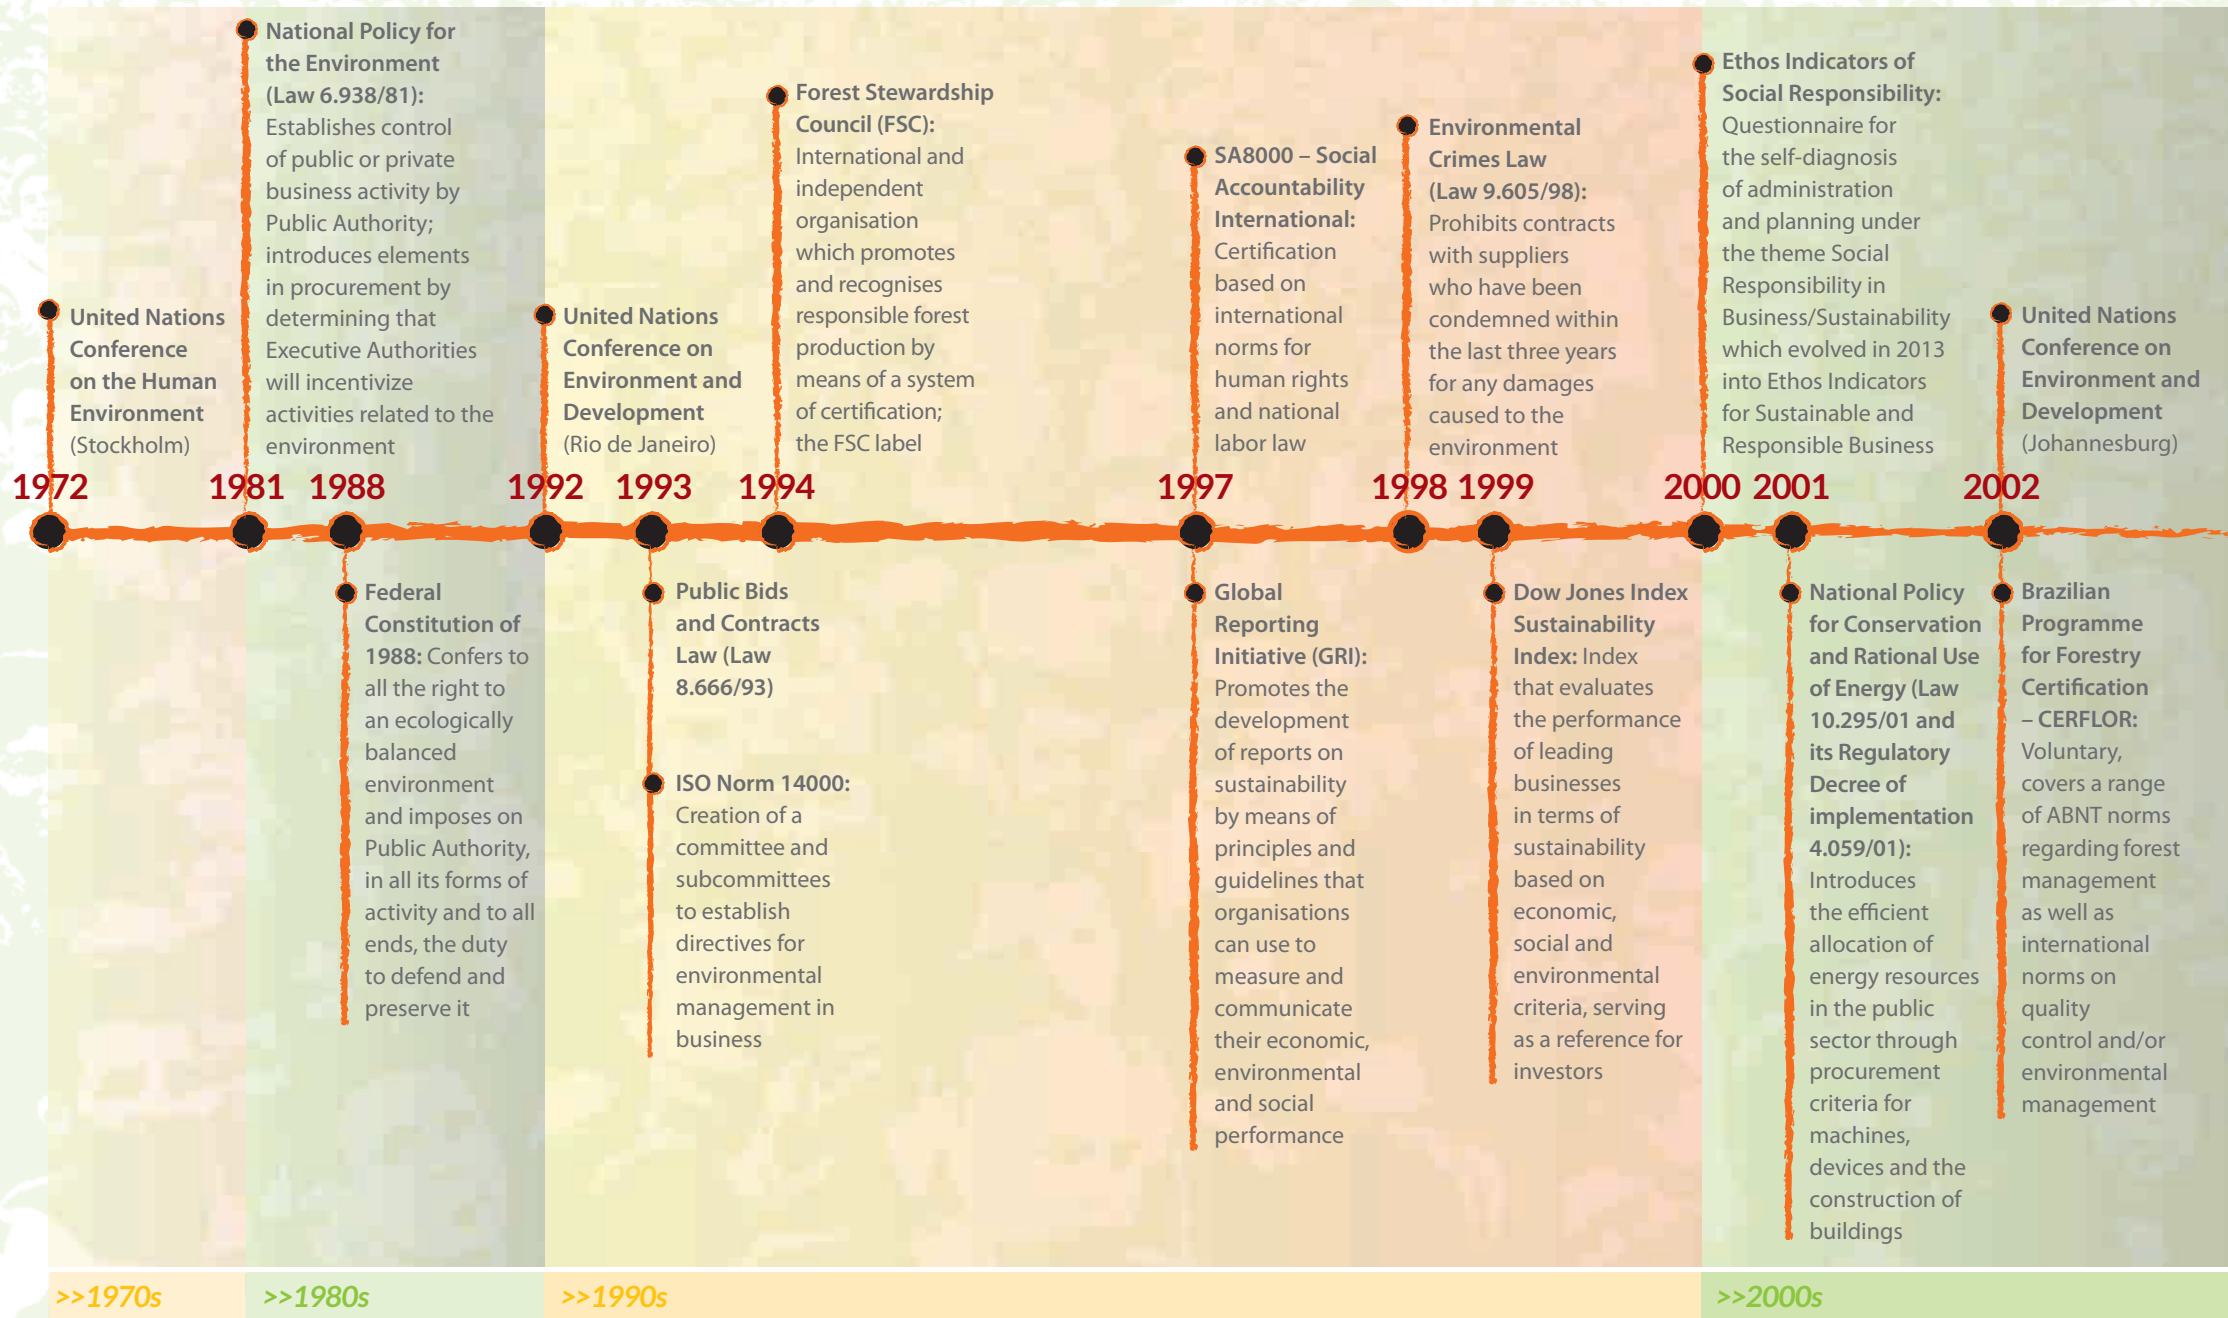 National Policy for
the Environment
(Law 6.938/81):
Establishes control
of public or private
business activity by
Public Authority;
introduces elements
in procurement by
determining that
Executive Authorities
will incentivize
activities related to the
environment
United Nations
Conference
on the Human
Environment
(Stockholm)
United Nations
Conference on
Environment and
Development
(Rio de Janeiro)
Forest Stewardship
Council (FSC):
International and
independent
organisation
which promotes
and recognises
responsible forest
production by
means of a system
of certification;
the FSC label
SA8000 – Social
Accountability
International:
Certification
based on
international
norms for
human rights
and national
labor law
Environmental
Crimes Law
(Law 9.605/98):
Prohibits contracts
with suppliers
who have been
condemned within
the last three years
for any damages
caused to the
environment
Ethos Indicators of
Social Responsibility:
Questionnaire for
the self-diagnosis
of administration
and planning under
the theme Social
Responsibility in
Business/Sustainability
which evolved in 2013
into Ethos Indicators
for Sustainable and
Responsible Business
United Nations
Conference on
Environment and
Development
(Johannesburg)
1972 1981 1988 1992 1993 1994 1997 1998 1999 2000 2001 2002
Federal
Constitution of
1988: Confers to
all the right to
an ecologically
balanced
environment
and imposes on
Public Authority,
in all its forms of
activity and to all
ends, the duty
to defend and
preserve it
Public Bids
and Contracts
Law (Law
8.666/93)
ISO Norm 14000:
Creation of a
committee and
subcommittees
to establish
directives for
environmental
management in
business
Global
Reporting
Initiative (GRI):
Promotes the
development
of reports on
sustainability
by means of
principles and
guidelines that
organisations
can use to
measure and
communicate
their economic,
environmental
and social
performance
Dow Jones Index
Sustainability
Index: Index
that evaluates
the performance
of leading
businesses
in terms of
sustainability
based on
economic,
social and
environmental
criteria, serving
as a reference for
investors
National Policy
for Conservation
and Rational Use
of Energy (Law
10.295/01 and
its Regulatory
Decree of
implementation
4.059/01):
Introduces
the efficient
allocation of
energy resources
in the public
sector through
procurement
criteria for
machines,
devices and the
construction of
buildings
Brazilian
Programme
for Forestry
Certification
– CERFLOR:
Voluntary,
covers a range
of ABNT norms
regarding forest
management
as well as
international
norms on
quality
control and/or
environmental
management
>>1970s >>1980s >>1990s >>2000s